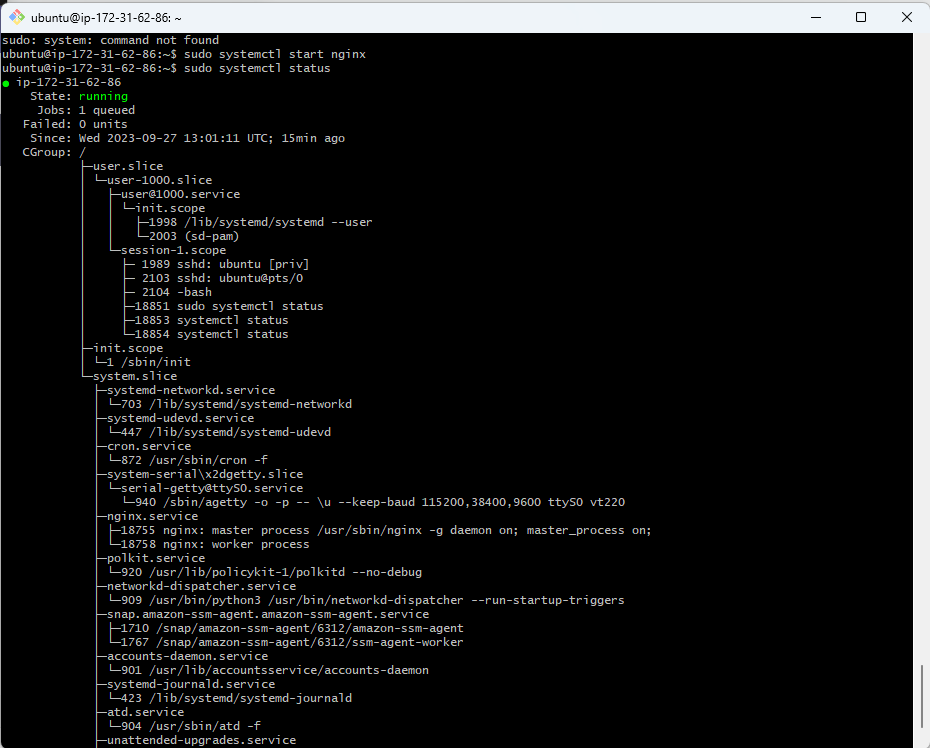 ubuntu@ip-172-31-62-86: ~
sudo: system: command not found
ubuntu@ip-172-31-62-86:~$ sudo systemctl start nginx
ubuntu@ip-172-31-62-86:~$ sudo systemctl status
● ip-172-31-62-86
    State: running
     Jobs: 1 queued
   Failed: 0 units
    Since: Wed 2023-09-27 13:01:11 UTC; 15min ago
   CGroup: /
           ├─user.slice
           │ └─user-1000.slice
           │   ├─user@1000.service
           │   │ └─init.scope
           │   │   ├─1998 /lib/systemd/systemd --user
           │   │   └─2003 (sd-pam)
           │   └─session-1.scope
           │     ├─ 1989 sshd: ubuntu [priv]
           │     ├─ 2103 sshd: ubuntu@pts/0
           │     ├─ 2104 -bash
           │     ├─18851 sudo systemctl status
           │     ├─18853 systemctl status
           │     └─18854 systemctl status
           ├─init.scope
           │ └─1 /sbin/init
           └─system.slice
             ├─systemd-networkd.service
             │ └─703 /lib/systemd/systemd-networkd
             ├─systemd-udevd.service
             │ └─447 /lib/systemd/systemd-udevd
             ├─cron.service
             │ └─872 /usr/sbin/cron -f
             ├─system-serial\x2dgetty.slice
             │ └─serial-getty@ttyS0.service
             │   └─940 /sbin/agetty -o -p -- \u --keep-baud 115200,38400,9600 ttyS0 vt220
             ├─nginx.service
             │ ├─18755 nginx: master process /usr/sbin/nginx -g daemon on; master_process on;
             │ └─18758 nginx: worker process
             ├─polkit.service
             │ └─920 /usr/lib/policykit-1/polkitd --no-debug
             ├─networkd-dispatcher.service
             │ └─909 /usr/bin/python3 /usr/bin/networkd-dispatcher --run-startup-triggers
             ├─snap.amazon-ssm-agent.amazon-ssm-agent.service
             │ ├─1710 /snap/amazon-ssm-agent/6312/amazon-ssm-agent
             │ └─1767 /snap/amazon-ssm-agent/6312/ssm-agent-worker
             ├─accounts-daemon.service
             │ └─901 /usr/lib/accountsservice/accounts-daemon
             ├─systemd-journald.service
             │ └─423 /lib/systemd/systemd-journald
             ├─atd.service
             │ └─904 /usr/sbin/atd -f
             ├─unattended-upgrades.service